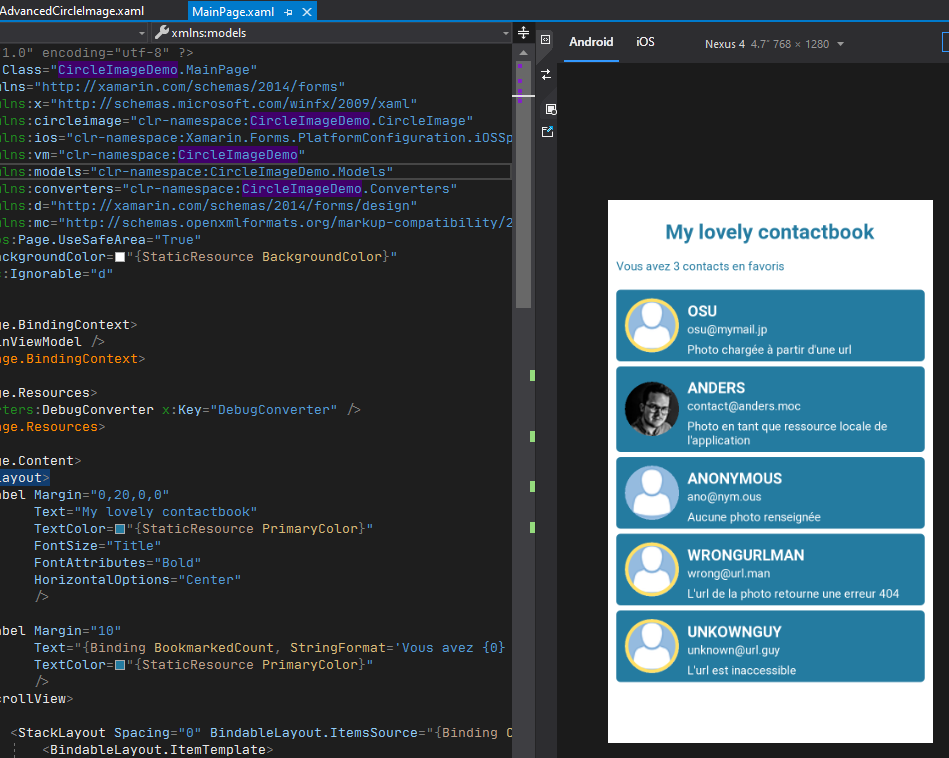 AdvancedCircleImage.xaml
MainPage.xaml
xmlns:models
1.0" encoding="utf-8" ?>
Class="CircleImageDemo.MainPage"
lns="http://xamarin.com/schemas/2014/forms"
lns:x="http://schemas.microsoft.com/winfx/2009/xaml"
lns:circleimage="clr-namespace:CircleImageDemo.CircleImage"
lns:ios="clr-namespace:Xamarin.Forms.PlatformConfiguration.iOSSp
lns:vm="clr-namespace:CircleImageDemo"
lns:models="clr-namespace:CircleImageDemo.Models"
lns:converters="clr-namespace:CircleImageDemo.Converters"
lns:d="http://xamarin.com/schemas/2014/forms/design"
lns:mc="http://schemas.openxmlformats.org/markup-compatibility/2
s:Page.UseSafeArea="True"
ckgroundColor="{StaticResource BackgroundColor}"
:Ignorable="d"
ge.BindingContext>
inViewModel />
age.BindingContext>
ge.Resources>
rters:DebugConverter x:Key="DebugConverter" />
age.Resources>
ge.Content>
Layout>
abel Margin="0,20,0,0"
Text="My lovely contactbook"
TextColor="{StaticResource PrimaryColor}"
FontSize="Title"
FontAttributes="Bold"
HorizontalOptions="Center"
/>
abel Margin="10"
Text="{Binding BookmarkedCount, StringFormat='Vous avez {0}
TextColor="{StaticResource PrimaryColor}"
/>
crollView>
<StackLayout Spacing="0" BindableLayout.ItemsSource="{Binding C
<BindableLayout.ItemTemplate>
Android
iOS
Nexus 4 4.7" 768 × 1280
My lovely contactbook
Vous avez 3 contacts en favoris
OSU
osu@mymail.jp
Photo chargée à partir d'une url
ANDERS
contact@anders.moc
Photo en tant que ressource locale de
l'application
ANONYMOUS
ano@nym.ous
Aucune photo renseignée
WRONGURLMAN
wrong@url.man
L'url de la photo retourne une erreur 404
UNKOWNGUY
unknown@url.guy
L'url est inaccessible